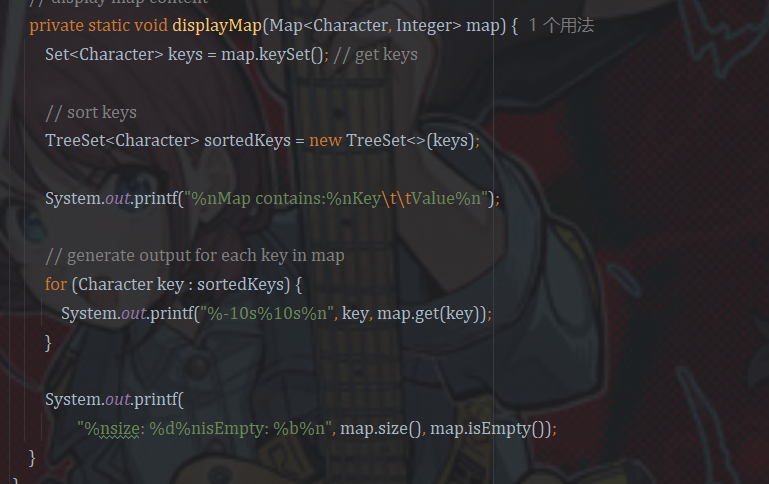 // display map content
private static void displayMap(Map<Character, Integer> map) { 1 个用法
Set<Character> keys = map.keySet(); // get keys
// sort keys
TreeSet<Character> sortedKeys = new TreeSet<>(keys);
System.out.printf("%nMap contains:%nKey\t\tValue%n");
// generate output for each key in map
for (Character key : sortedKeys) {
System.out.printf("%-10s%10s%n", key, map.get(key));
}
System.out.printf(
"%nsize: %d%nisEmpty: %b%n", map.size(), map.isEmpty());
}
}